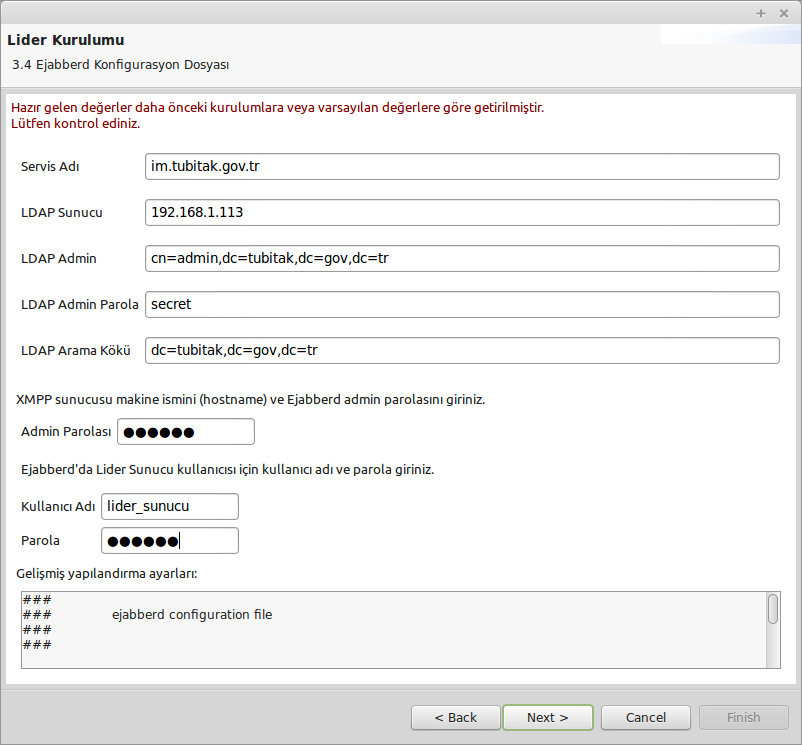 Lider Kurulumu
3.4 Ejabberd Konfigurasyon Dosyası
Hazır gelen değerler daha önceki kurulumlara veya varsayılan değerlere göre getirilmiştir.
Lütfen kontrol ediniz.
Servis Adı im.tubitak.gov.tr
LDAP Sunucu 192.168.1.113
LDAP Admin cn=admin,dc=tubitak,dc=gov,dc=tr
LDAP Admin Parola secret
LDAP Arama Kökü dc=tubitak,dc=gov,dc=tr
XMPP sunucusu makine ismini (hostname) ve Ejabberd admin parolasını giriniz.
Admin Parolası ●●●●●●
Ejabberd'da Lider Sunucu kullanıcısı için kullanıcı adı ve parola giriniz.
Kullanıcı Adı lider_sunucu
Parola ●●●●●●
Gelişmiş yapılandırma ayarları:
###
### ejabberd configuration file
###
###
< Back Next > Cancel Finish